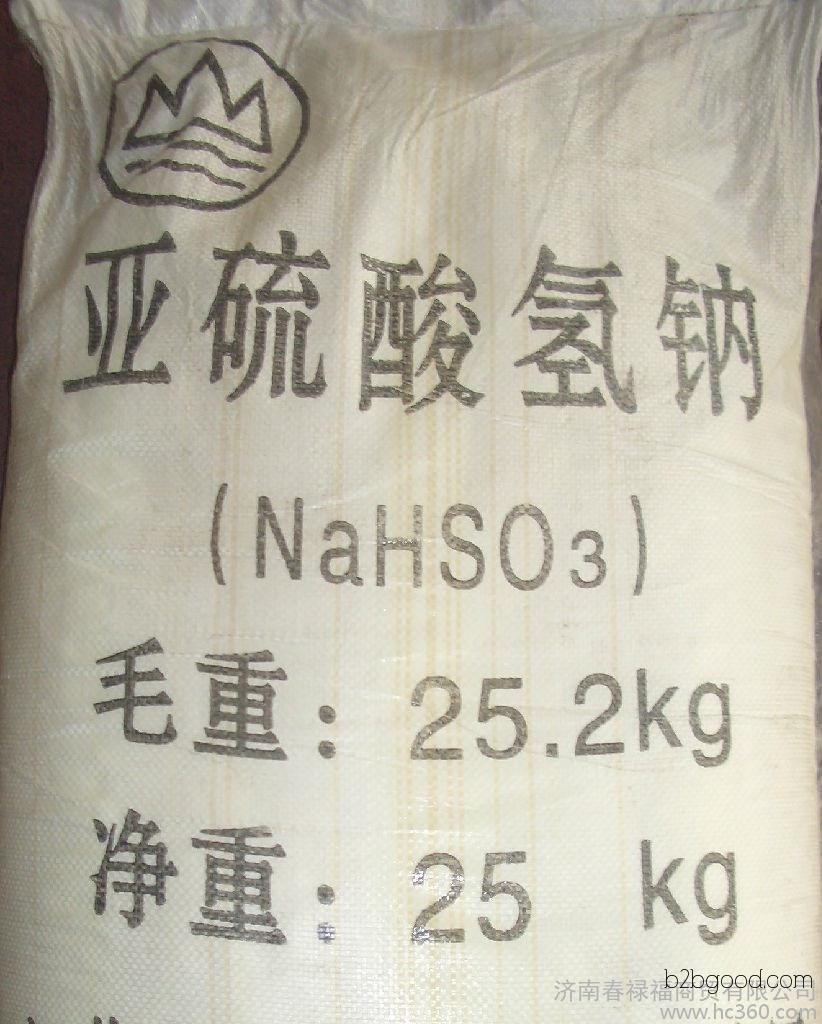 亚硫酸氢钠
(NaHSO₃)
毛重：25.2kg
净重：25 kg
b2bgood.com
济南春禄福商贸有限公司
www.hc360.com